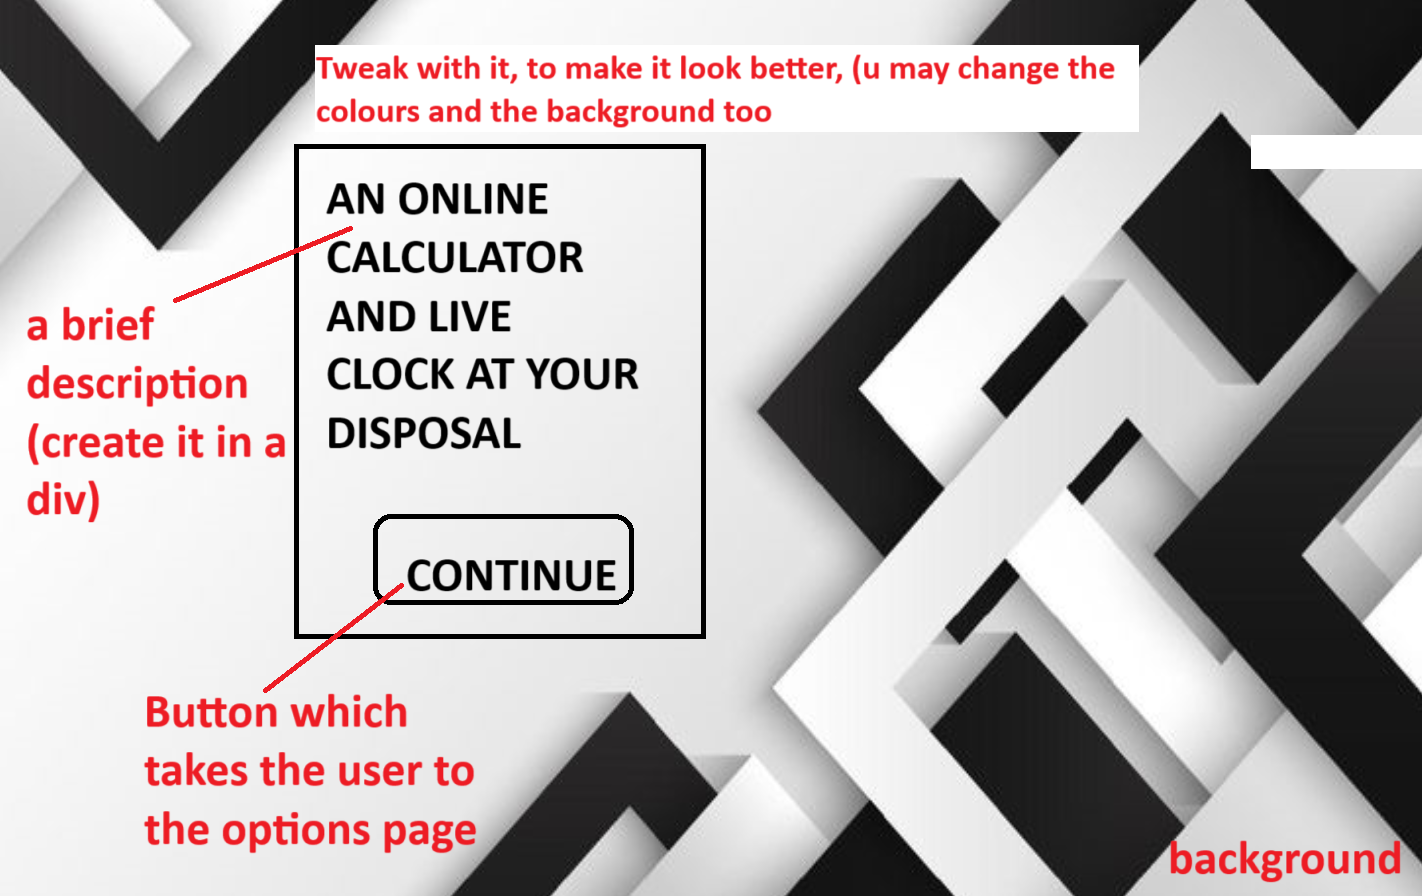 Tweak with it, to make it look better, (u may change the
colours and the background too
AN ONLINE
CALCULATOR
AND LIVE
CLOCK AT YOUR
DISPOSAL
a brief
description
(create it in a
div)
CONTINUE
Button which
takes the user to
the options page
background